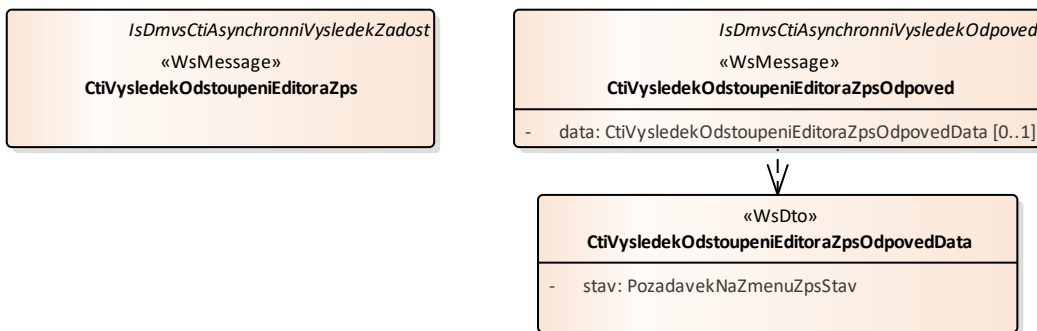 IsDmvsCtiAsynchronniVysledekZadost
«WsMessage»
CtiVysledekOdstoupeniEditoraZps
IsDmvsCtiAsynchronniVysledekOdpoved
«WsMessage»
CtiVysledekOdstoupeniEditoraZpsOdpoved
- data: CtiVysledekOdstoupeniEditoraZpsOdpovedData [0..1]
«WsDto»
CtiVysledekOdstoupeniEditoraZpsOdpovedData
- stav: PozadavekNaZmenuZpsStav